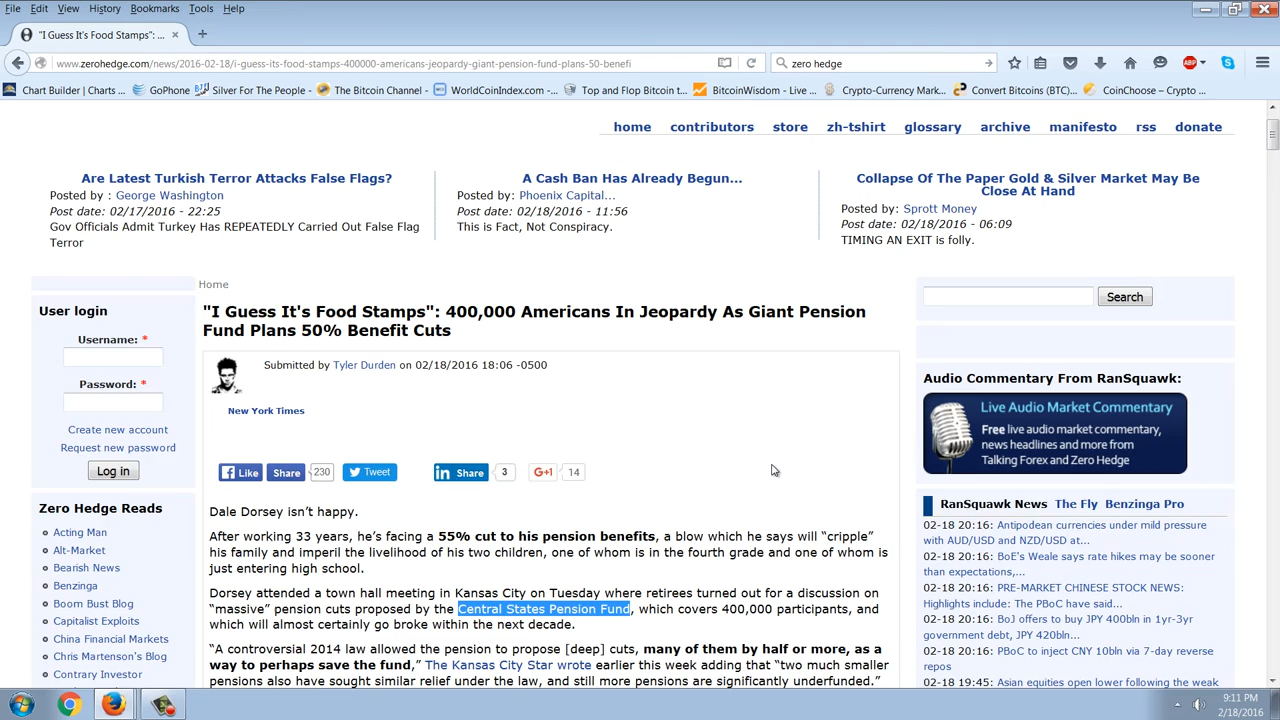 File Edit View History Bookmarks Tools Help
"I Guess It's Food Stamps": ...
www.zerohedge.com/news/2016-02-18/i-guess-its-food-stamps-400000-americans-jeopardy-giant-pension-fund-plans-50-benefi
zero hedge
ABP
Chart Builder | Charts ... GoPhone Silver For The People - The Bitcoin Channel - WorldCoinIndex.com -... Top and Flop Bitcoin t... BitcoinWisdom - Live ... Crypto-Currency Mark... Convert Bitcoins (BTC)... CoinChoose – Crypto ...
home contributors store zh-tshirt glossary archive manifesto rss donate
Are Latest Turkish Terror Attacks False Flags?
Posted by : George Washington
Post date: 02/17/2016 - 22:25
Gov Officials Admit Turkey Has REPEATEDLY Carried Out False Flag
Terror
A Cash Ban Has Already Begun...
Posted by: Phoenix Capital...
Post date: 02/18/2016 - 11:56
This is Fact, Not Conspiracy.
Collapse Of The Paper Gold & Silver Market May Be
Close At Hand
Posted by: Sprott Money
Post date: 02/18/2016 - 06:09
TIMING AN EXIT is folly.
User login
Username: *
Password: *
Create new account
Request new password
Log in
Zero Hedge Reads
Acting Man
Alt-Market
Bearish News
Benzinga
Boom Bust Blog
Capitalist Exploits
China Financial Markets
Chris Martenson's Blog
Contrary Investor
Home
"I Guess It's Food Stamps": 400,000 Americans In Jeopardy As Giant Pension
Fund Plans 50% Benefit Cuts
Submitted by Tyler Durden on 02/18/2016 18:06 -0500
New York Times
Like Share 230 Tweet Share 3 G+1 14
Dale Dorsey isn't happy.
After working 33 years, he's facing a 55% cut to his pension benefits, a blow which he says will "cripple"
his family and imperil the livelihood of his two children, one of whom is in the fourth grade and one of whom is
just entering high school.
Dorsey attended a town hall meeting in Kansas City on Tuesday where retirees turned out for a discussion on
"massive" pension cuts proposed by the Central States Pension Fund, which covers 400,000 participants, and
which will almost certainly go broke within the next decade.
"A controversial 2014 law allowed the pension to propose [deep] cuts, many of them by half or more, as a
way to perhaps save the fund," The Kansas City Star wrote earlier this week adding that "two much smaller
pensions also have sought similar relief under the law, and still more pensions are significantly underfunded."
Search
Audio Commentary From RanSquawk:
Live Audio Market Commentary
Free live audio market commentary,
news headlines and more from
Talking Forex and Zero Hedge
RanSquawk News The Fly Benzinga Pro
02-18 20:16: Antipodean currencies under mild pressure
with AUD/USD and NZD/USD at...
02-18 20:16: BoE's Weale says rate hikes may be sooner
than expectations,...
02-18 20:16: PRE-MARKET CHINESE STOCK NEWS:
Highlights include: The PBoC have said...
02-18 20:16: BoJ offers to buy JPY 400bln in 1yr-3yr
government debt, JPY 420bln...
02-18 20:16: PBoC to inject CNY 10bln via 7-day reverse
repos
02-18 19:45: Asian equities open lower following the weak
9:11 PM
2/18/2016